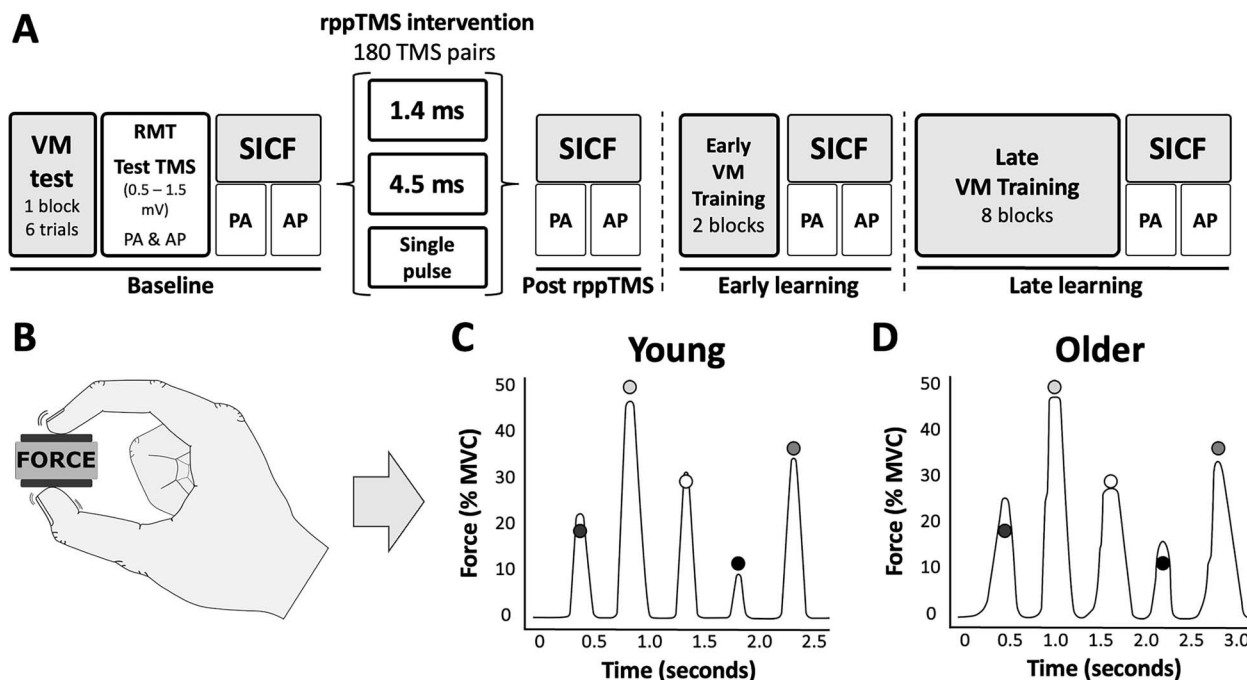 A
rppTMS intervention
180 TMS pairs
VM
test
1 block
6 trials
RMT
Test TMS
(0.5 – 1.5
mV)
PA & AP
SICF
PA AP
Baseline
1.4 ms
4.5 ms
Single
pulse
SICF
PA AP
Post rppTMS
Early
VM
Training
2 blocks
SICF
PA AP
Early learning
Late
VM Training
8 blocks
SICF
PA AP
Late learning
B
FORCE
C
Young
Force (% MVC)
50
40
30
20
10
0
0 0.5 1.0 1.5 2.0 2.5
Time (seconds)
D
Older
Force (% MVC)
50
40
30
20
10
0
0 0.5 1.0 1.5 2.0 2.5 3.0
Time (seconds)